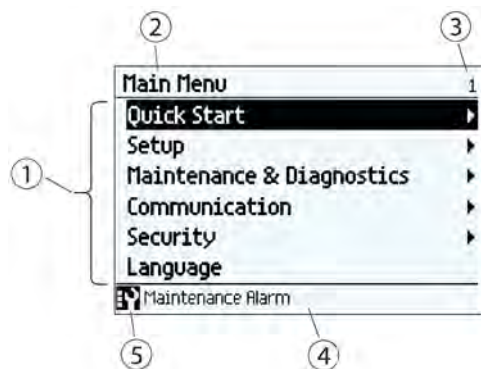 2 3
Main Menu 1
Quick Start
Setup
1
Maintenance & Diagnostics
Communication
Security
Language
Maintenance Alarm
5 4